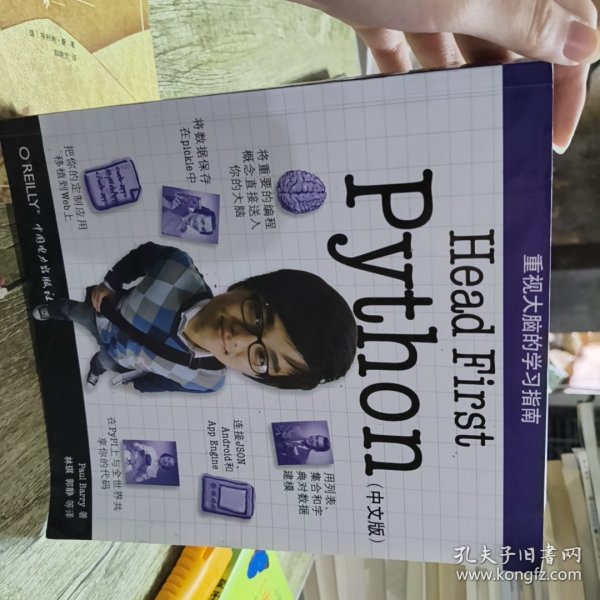 重视大脑的学习指南
Head First
Python
(中文版)
将重要的编程
概念直接送入
你的大脑
将数据保存
在pickle中
把你的定制应用
移植到Web上
用列表、
集合和字
典对数据
建模
连接JSON、
Android和
App Engine
在PyPI上与全世界共
享你的代码
O'REILLY®
中国电力出版社
Paul Barry 著
林琪 郭静 等译
孔夫子旧书网
www.kongfz.com